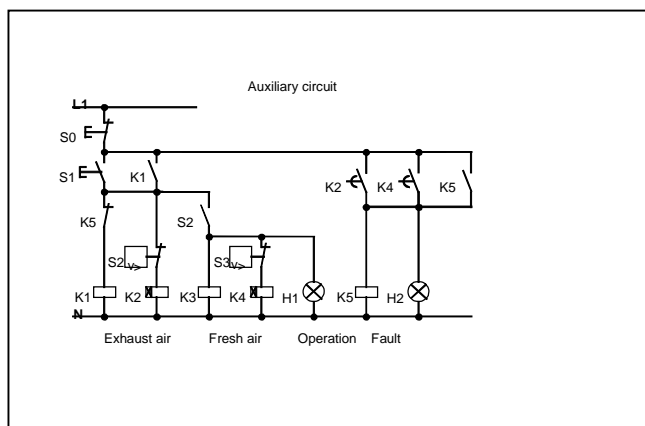 Auxiliary circuit
L1
S0
S1 K1 K2 K4 K5
K5 S2
S2 v> S3 v>
K1 K2 K3 K4 H1 K5 H2
N
Exhaust air Fresh air Operation Fault